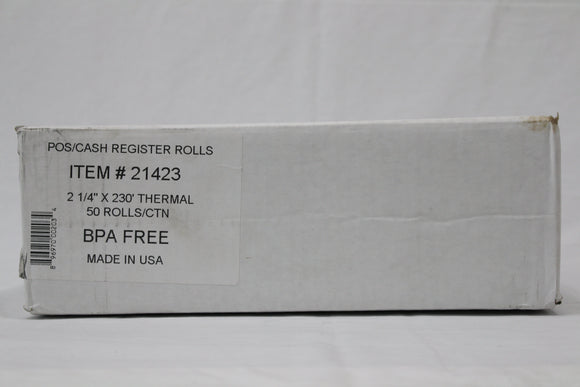 POS/CASH REGISTER ROLLS
ITEM # 21423
2 1/4" X 230' THERMAL
50 ROLLS/CTN
BPA FREE
MADE IN USA